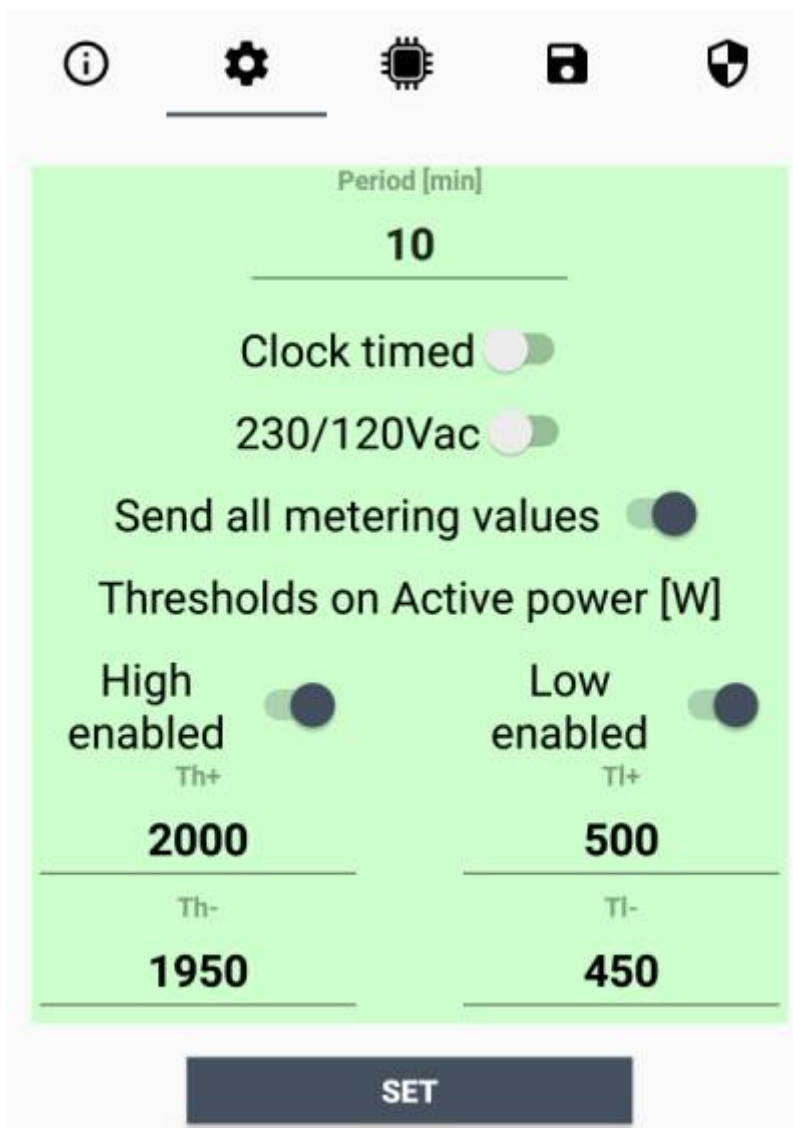 Period [min]
10
Clock timed
230/120Vac
Send all metering values
Thresholds on Active power [W]
High enabled
Low enabled
Th+
Tl+
2000
500
Th-
Tl-
1950
450
SET